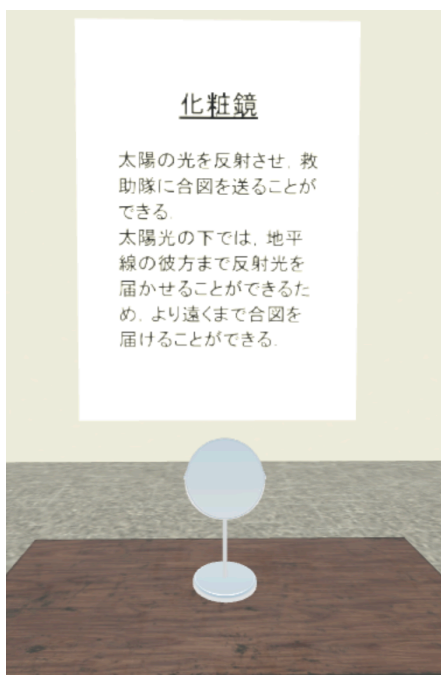 化粧鏡
太陽の光を反射させ, 救
助隊に合図を送ることが
できる.
太陽光の下では, 地平
線の彼方まで反射光を
届かせることができるた
め, より遠くまで合図を
届けることができる.